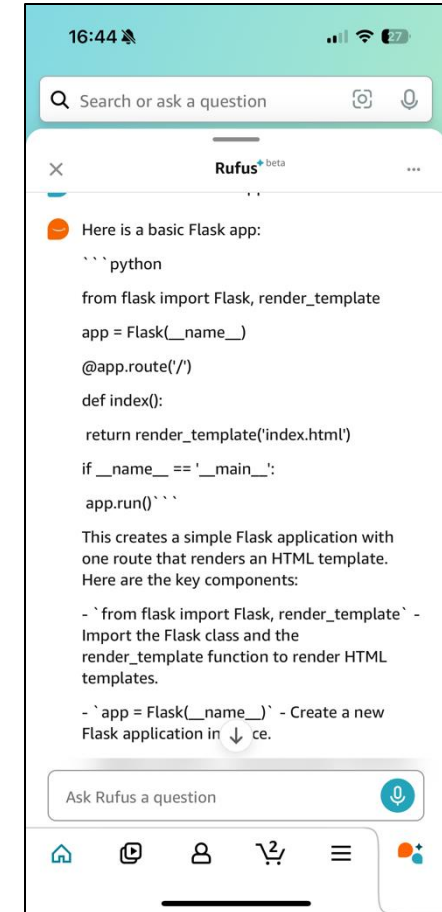 16:44
27
Search or ask a question
Rufus beta
Here is a basic Flask app:
```python
from flask import Flask, render_template
app = Flask(__name__)
@app.route('/')
def index():
return render_template('index.html')
if __name__ == '__main__':
app.run()```
This creates a simple Flask application with
one route that renders an HTML template.
Here are the key components:
- `from flask import Flask, render_template` -
Import the Flask class and the
render_template function to render HTML
templates.
- `app = Flask(__name__)` - Create a new
Flask application in ce.
Ask Rufus a question
2